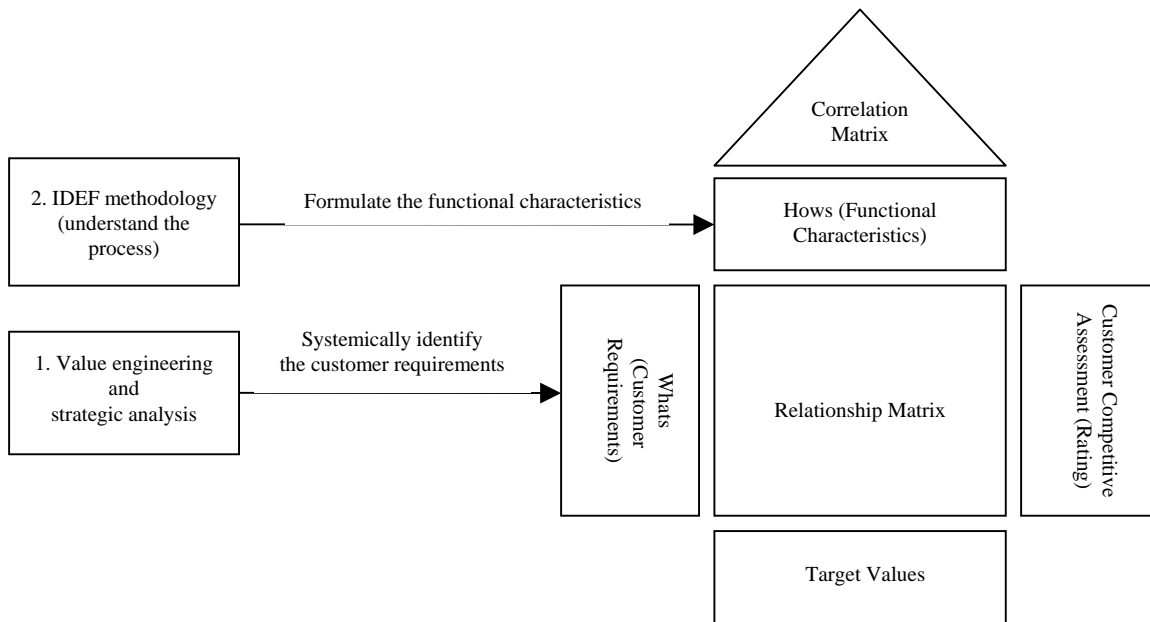 Correlation
Matrix
2. IDEF methodology
(understand the
process)
Formulate the functional characteristics
Hows (Functional
Characteristics)
1. Value engineering
and
strategic analysis
Systemically identify
the customer requirements
Whats
(Customer
Requirements)
Relationship Matrix
Customer Competitive
Assessment (Rating)
Target Values